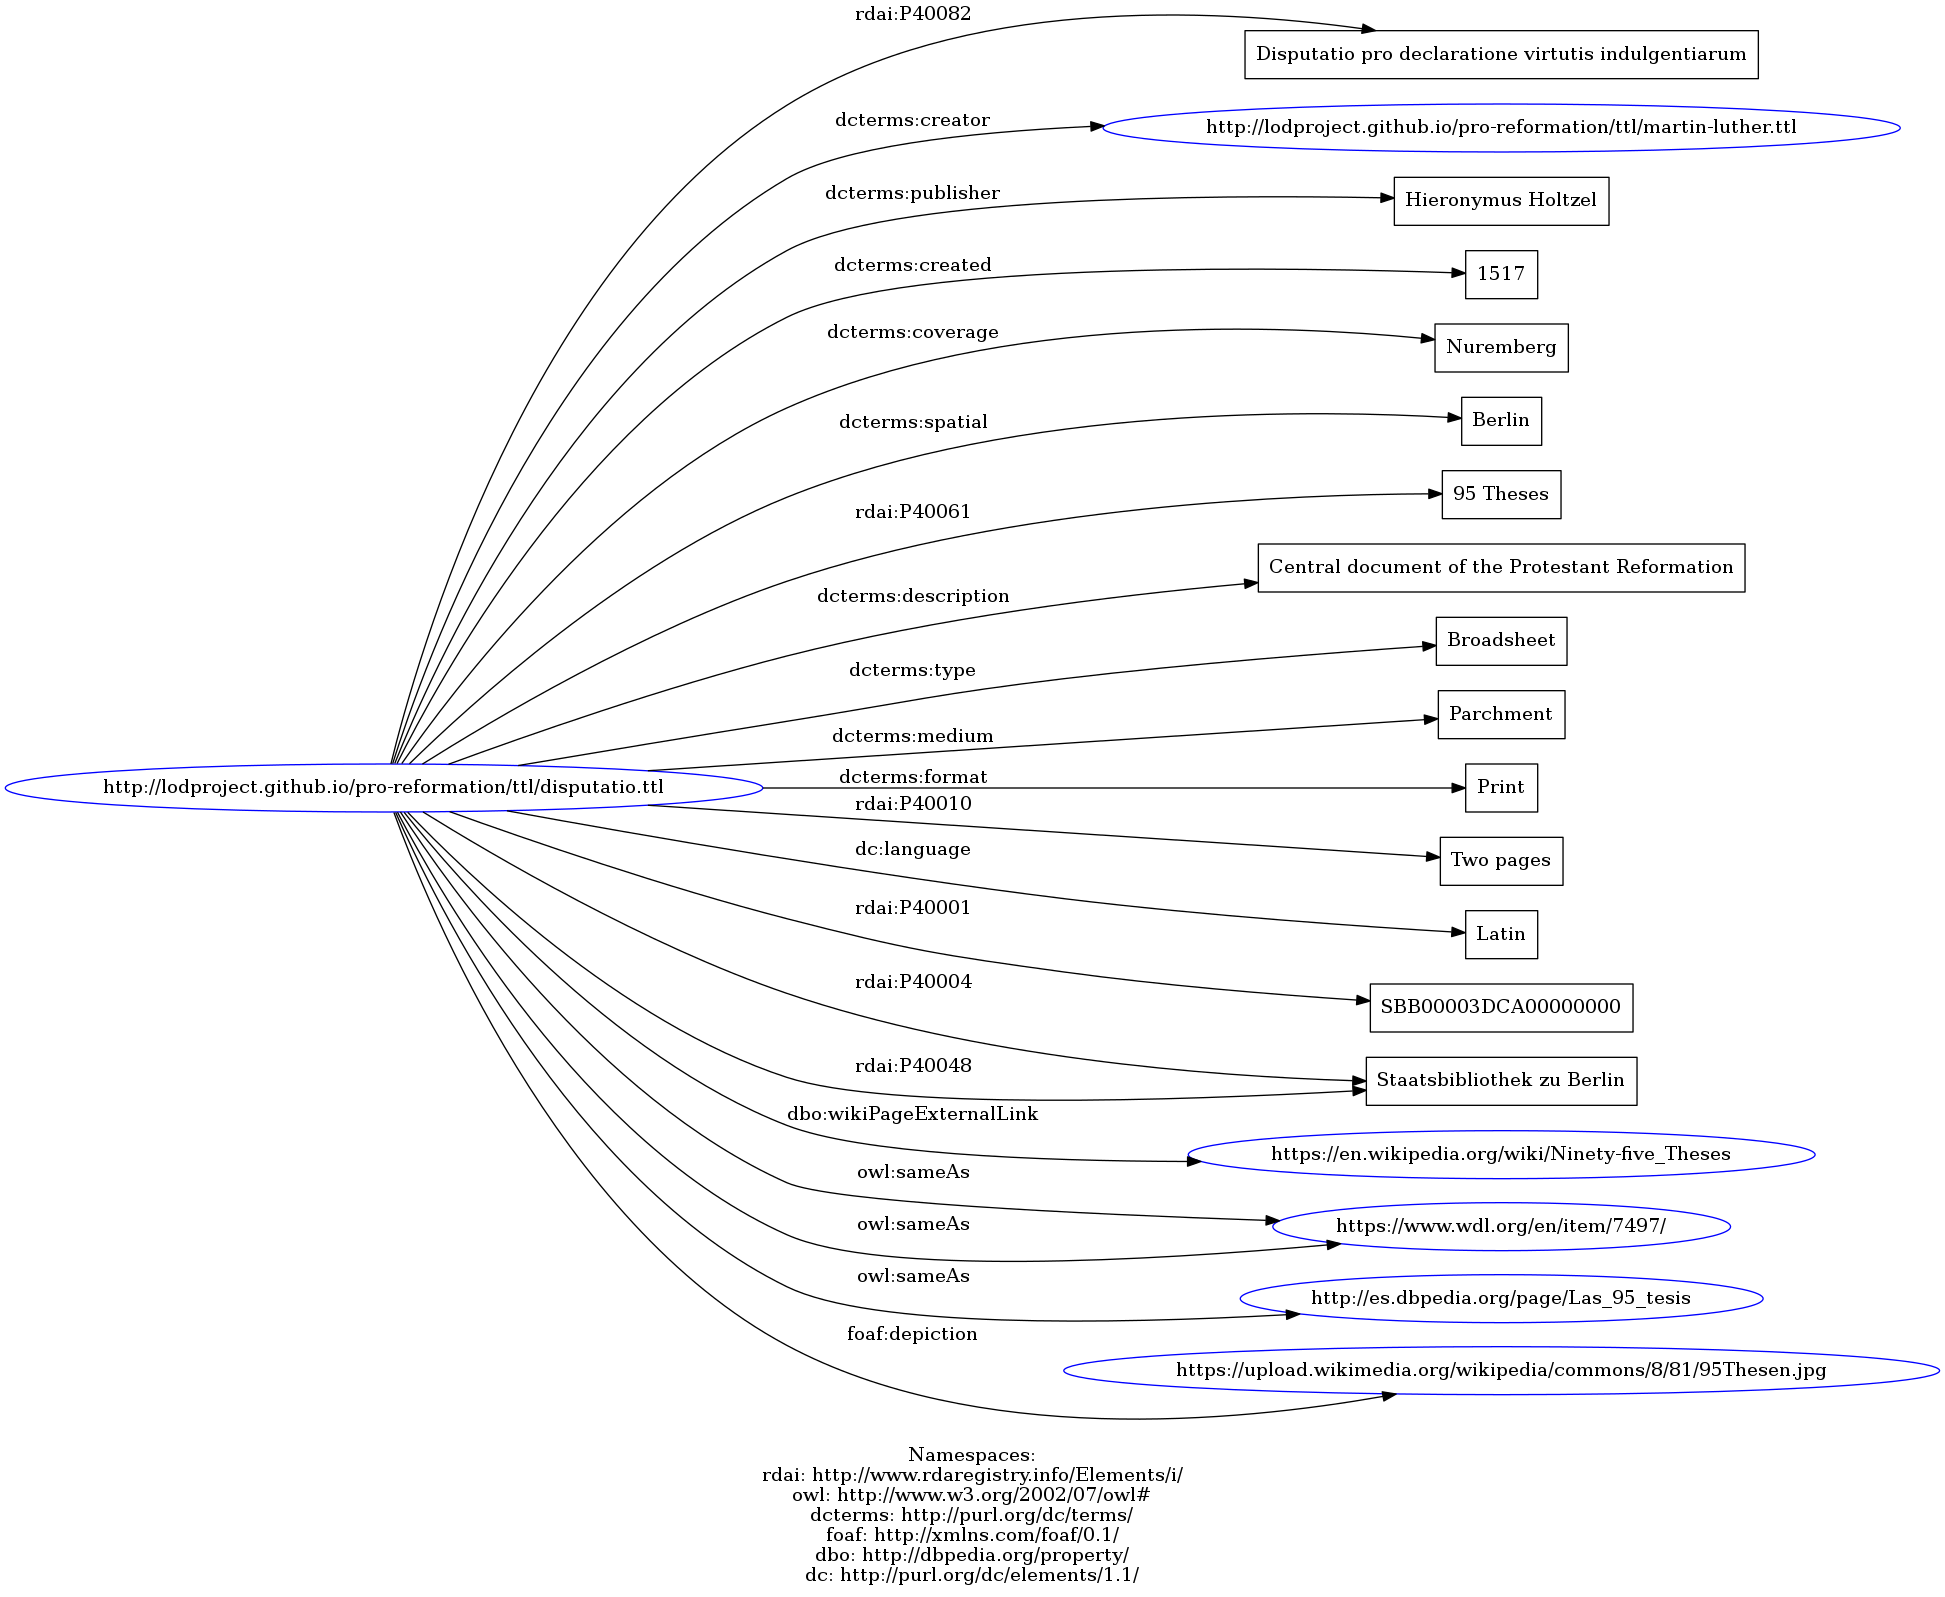 rdai:P40082
Disputatio pro declaratione virtutis indulgentiarum
dcterms:creator
http://lodproject.github.io/pro-reformation/ttl/martin-luther.ttl
dcterms:publisher
Hieronymus Holtzel
dcterms:created
1517
dcterms:coverage
Nuremberg
dcterms:spatial
Berlin
rdai:P40061
95 Theses
dcterms:description
Central document of the Protestant Reformation
dcterms:type
Broadsheet
dcterms:medium
Parchment
http://lodproject.github.io/pro-reformation/ttl/disputatio.ttl
dcterms:format
Print
rdai:P40010
Two pages
dc:language
Latin
rdai:P40001
SBB00003DCA00000000
rdai:P40004
rdai:P40048
Staatsbibliothek zu Berlin
dbo:wikiPageExternalLink
https://en.wikipedia.org/wiki/Ninety-five_Theses
owl:sameAs
owl:sameAs
https://www.wdl.org/en/item/7497/
owl:sameAs
http://es.dbpedia.org/page/Las_95_tesis
foaf:depiction
https://upload.wikimedia.org/wikipedia/commons/8/81/95Thesen.jpg
Namespaces:
rdai: http://www.rdaregistry.info/Elements/i/
owl: http://www.w3.org/2002/07/owl#
dcterms: http://purl.org/dc/terms/
foaf: http://xmlns.com/foaf/0.1/
dbo: http://dbpedia.org/property/
dc: http://purl.org/dc/elements/1.1/